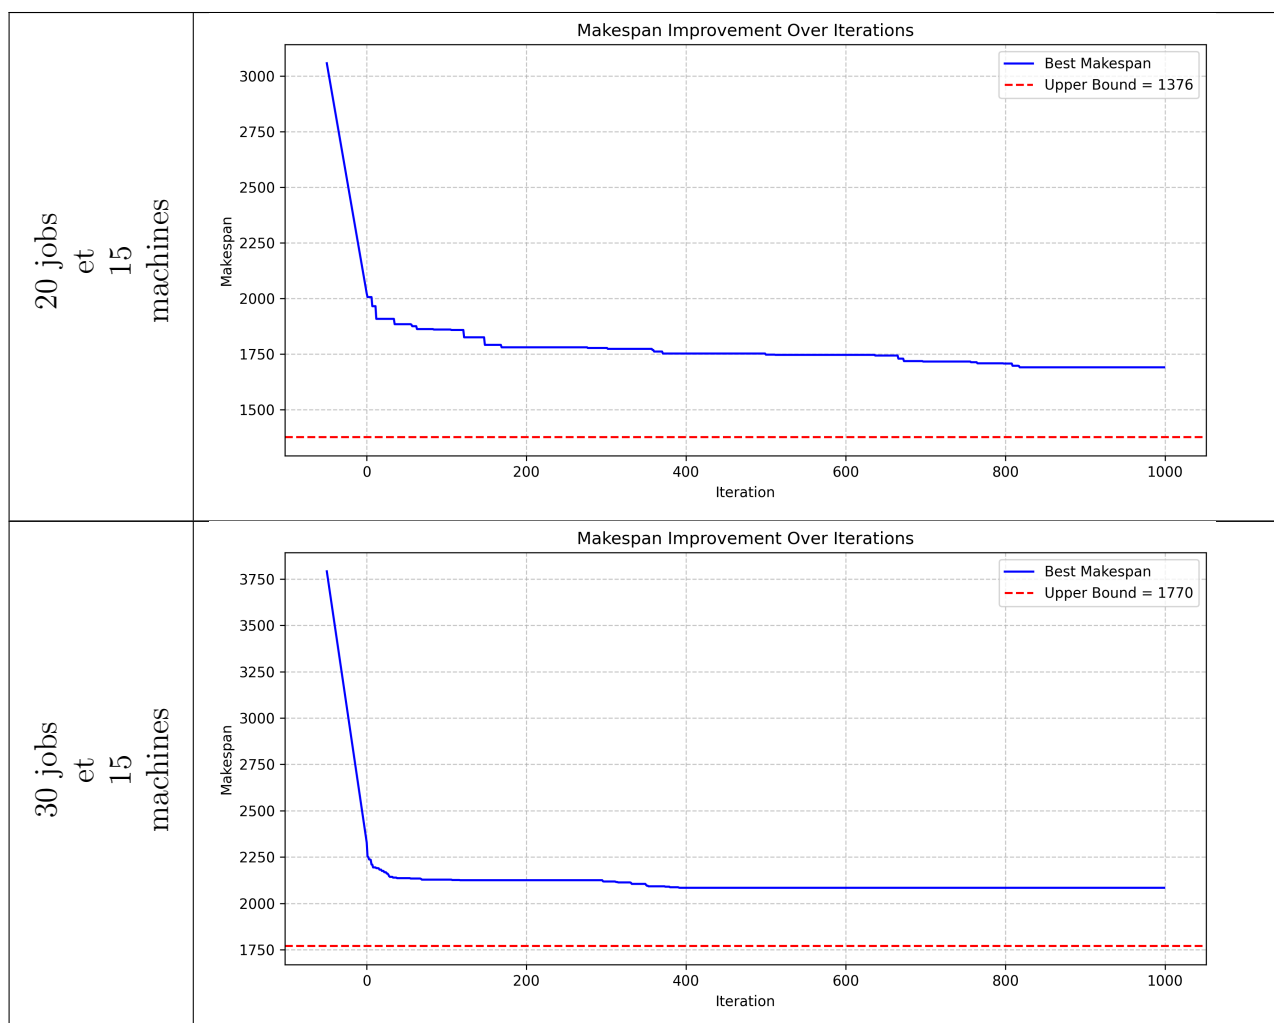 20 jobs
et
15
machines
Makespan Improvement Over Iterations
Best Makespan
Upper Bound = 1376
Makespan
3000
2750
2500
2250
2000
1750
1500
0 200 400 600 800 1000
Iteration
30 jobs
et
15
machines
Makespan Improvement Over Iterations
Best Makespan
Upper Bound = 1770
Makespan
3750
3500
3250
3000
2750
2500
2250
2000
1750
0 200 400 600 800 1000
Iteration